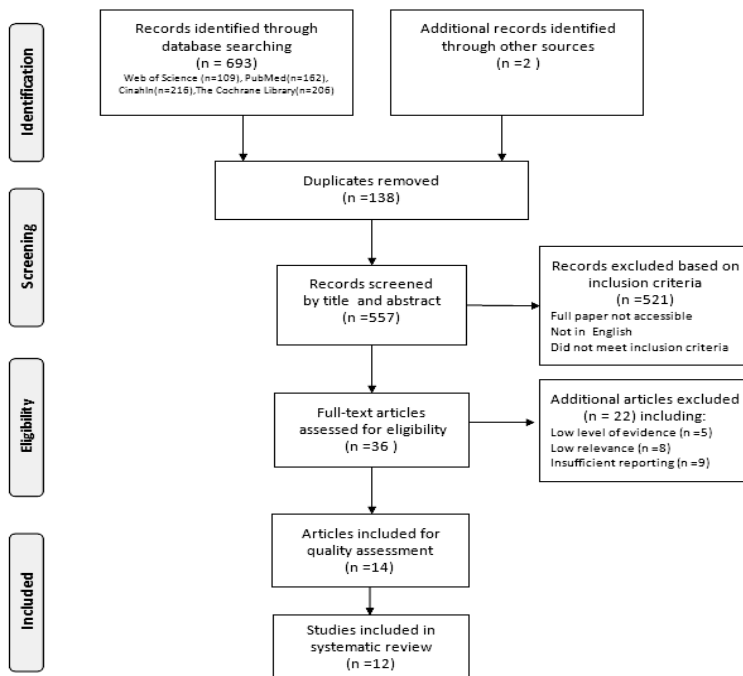 Identification
Records identified through
database searching
(n = 693)
Web of Science (n=109), PubMed(n=162),
Cinahln(n=216),The Cochrane Library(n=206)
Additional records identified
through other sources
(n =2 )
Duplicates removed
(n =138)
Screening
Records screened
by title and abstract
(n =557)
Records excluded based on
inclusion criteria
(n =521)
Full paper not accessible
Not in English
Did not meet inclusion criteria
Eligibility
Full-text articles
assessed for eligibility
(n =36 )
Additional articles excluded
(n = 22) including:
Low level of evidence (n =5)
Low relevance (n =8)
Insufficient reporting (n =9)
Included
Articles included for
quality assessment
(n =14)
Studies included in
systematic review
(n =12)